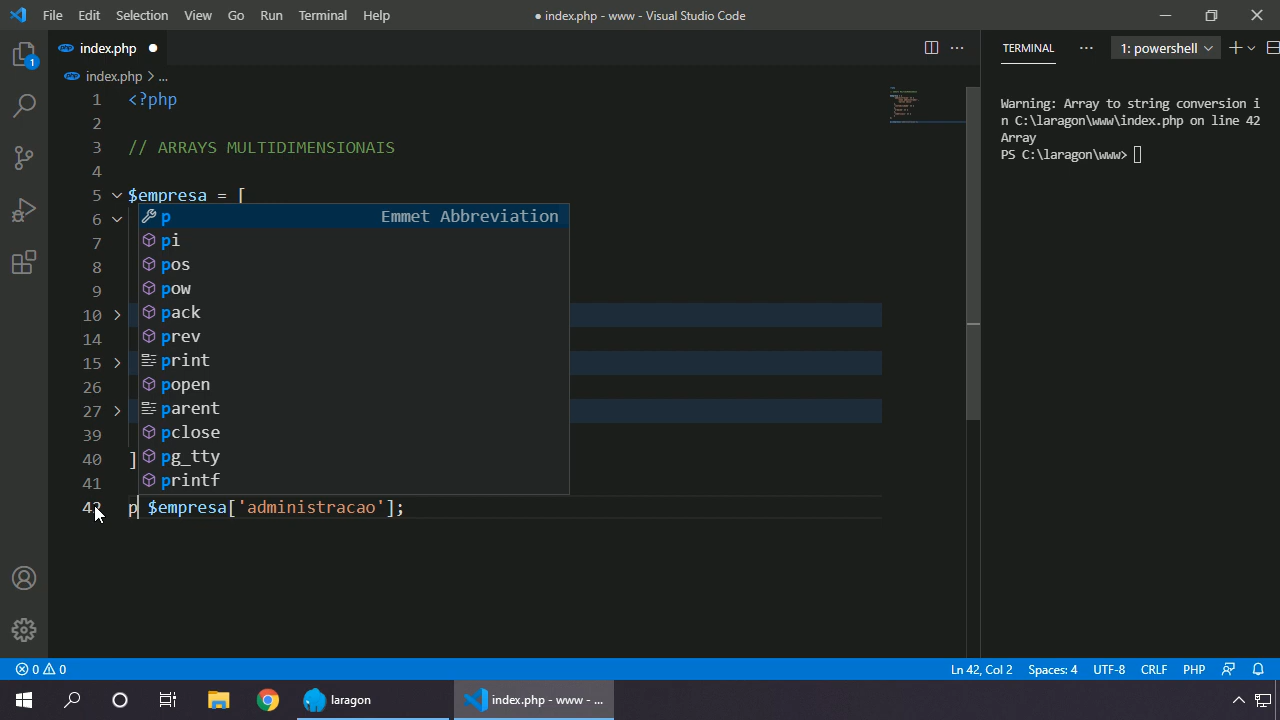 File Edit Selection View Go Run Terminal Help ● index.php - www - Visual Studio Code
php index.php ●
TERMINAL ··· 1: powershell
php index.php > ...
1 <?php
2
3 // ARRAYS MULTIDIMENSIONAIS
4
5 $empresa = [
6 p Emmet Abbreviation
7 pi
8 pos
9 pow
10 pack
14 prev
15 print
26 popen
27 parent
39 pclose
40 ] pg_tty
41 printf
42 p $empresa['administracao'];
Warning: Array to string conversion i
n C:\laragon\www\index.php on line 42
Array
PS C:\laragon\www>
1
0 0 Ln 42, Col 2 Spaces: 4 UTF-8 CRLF PHP
laragon index.php - www - ...